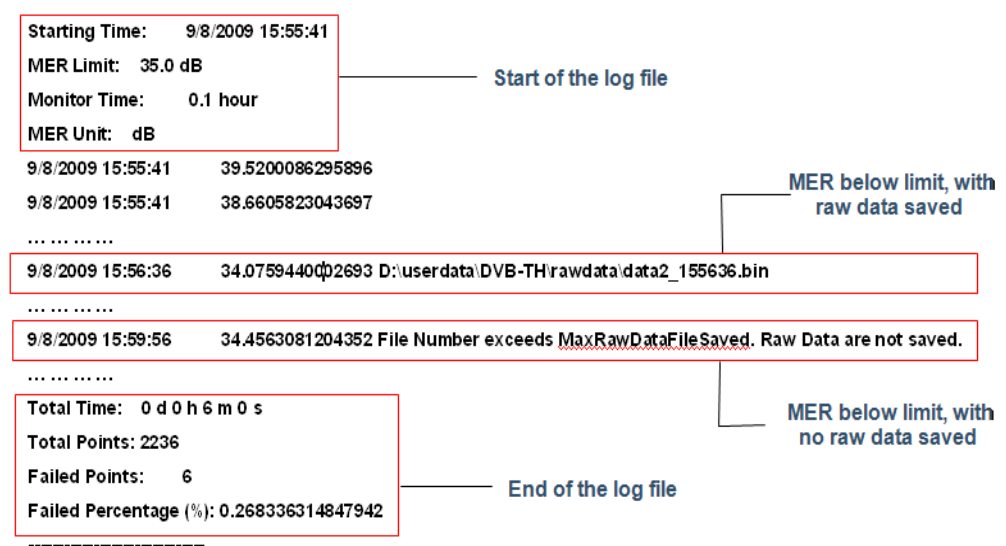 Starting Time: 9/8/2009 15:55:41
MER Limit: 35.0 dB
Start of the log file
Monitor Time: 0.1 hour
MER Unit: dB
9/8/2009 15:55:41 39.5200086295896
MER below limit, with
raw data saved
9/8/2009 15:55:41 38.6605823043697
... ... ... ...
9/8/2009 15:56:36 34.0759440002693 D:\userdata\DVB-TH\rawdata\data2_155636.bin
... ... ... ...
9/8/2009 15:59:56 34.4563081204352 File Number exceeds MaxRawDataFileSaved. Raw Data are not saved.
... ... ... ...
Total Time: 0 d 0 h 6 m 0 s
MER below limit, with
no raw data saved
Total Points: 2236
Failed Points: 6
End of the log file
Failed Percentage (%): 0.268336314847942